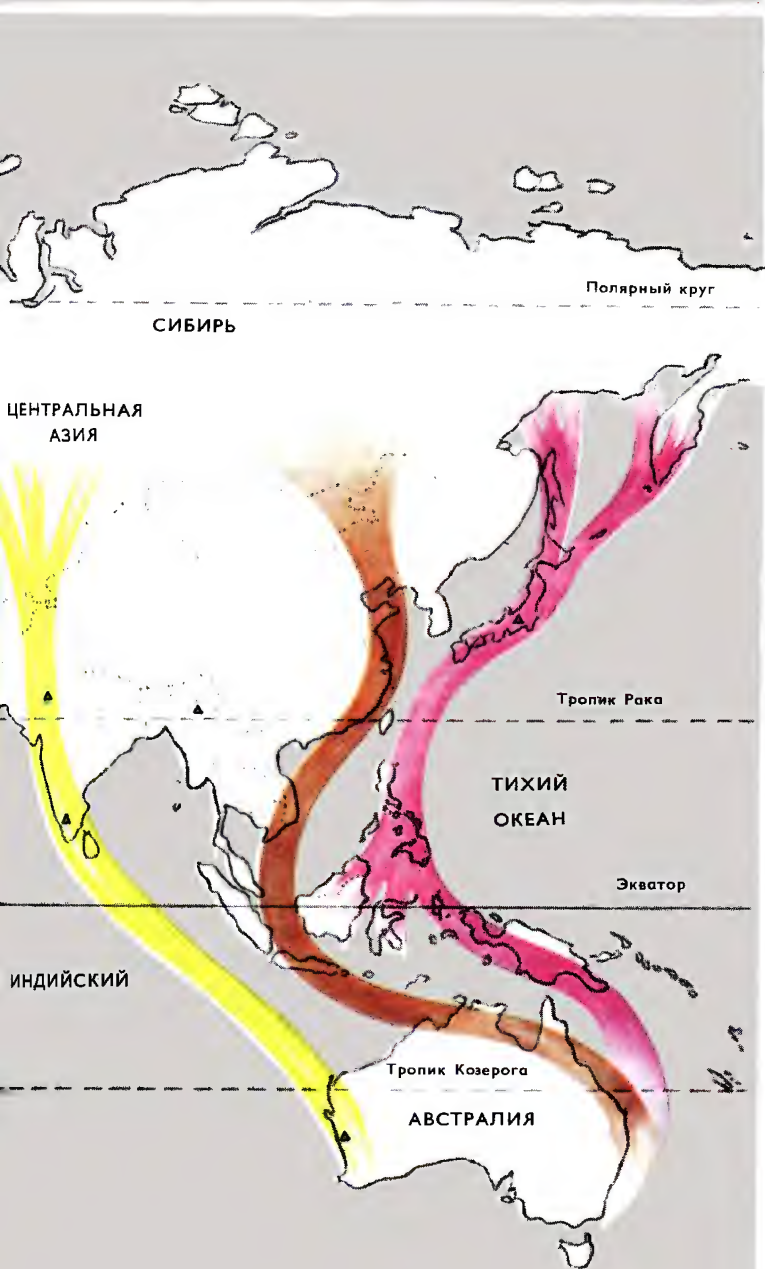 Полярный круг
СИБИРЬ
ЦЕНТРАЛЬНАЯ
АЗИЯ
Тропик Рака
ТИХИЙ
ОКЕАН
Экватор
ИНДИЙСКИЙ
Тропик Козерога
АВСТРАЛИЯ